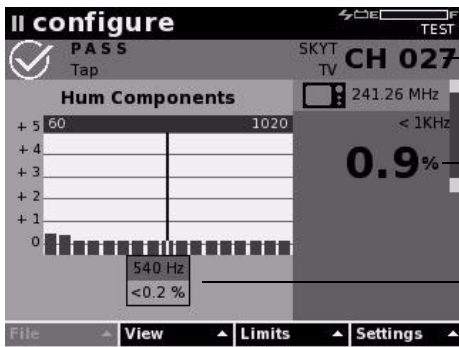 configure
E F
TEST
PASS
Tap
SKYT
TV
CH 027
Hum Components
241.26 MHz
+ 5 60 1020
< 1KHz
+ 4
+ 3
0.9%
+ 2
+ 1
0
540 Hz
<0.2 %
File View Limits Settings